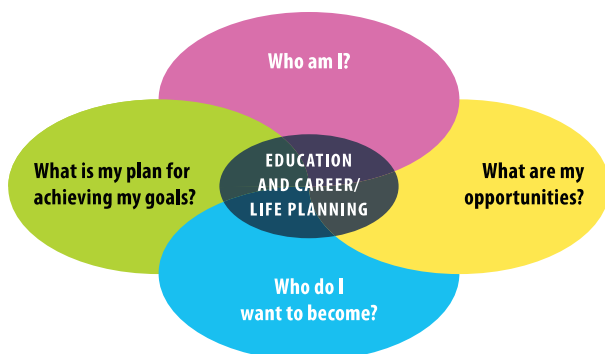 Who am I?
What is my plan for
achieving my goals?
EDUCATION
AND CAREER/
LIFE PLANNING
What are my
opportunities?
Who do I
want to become?